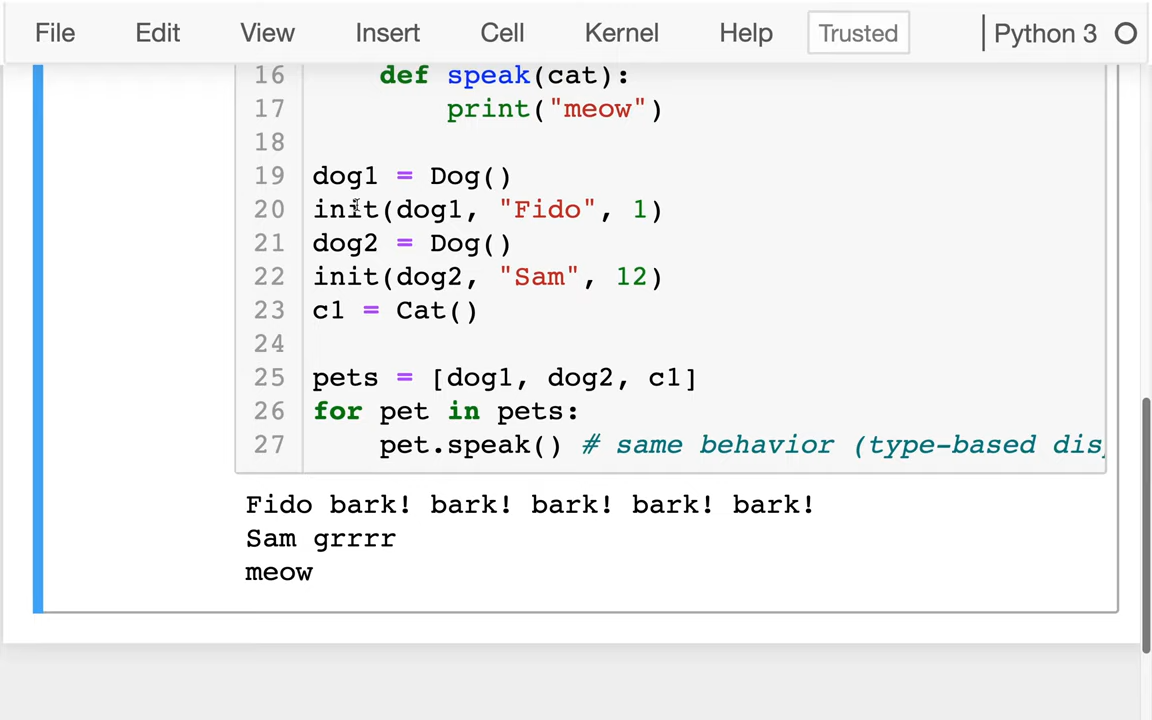 File Edit View Insert Cell Kernel Help Trusted Python 3
16 def speak(cat):
17 print("meow")
18
19 dog1 = Dog()
20 init(dog1, "Fido", 1)
21 dog2 = Dog()
22 init(dog2, "Sam", 12)
23 c1 = Cat()
24
25 pets = [dog1, dog2, c1]
26 for pet in pets:
27 pet.speak() # same behavior (type-based
Fido bark! bark! bark! bark! bark!
Sam grrrr
meow